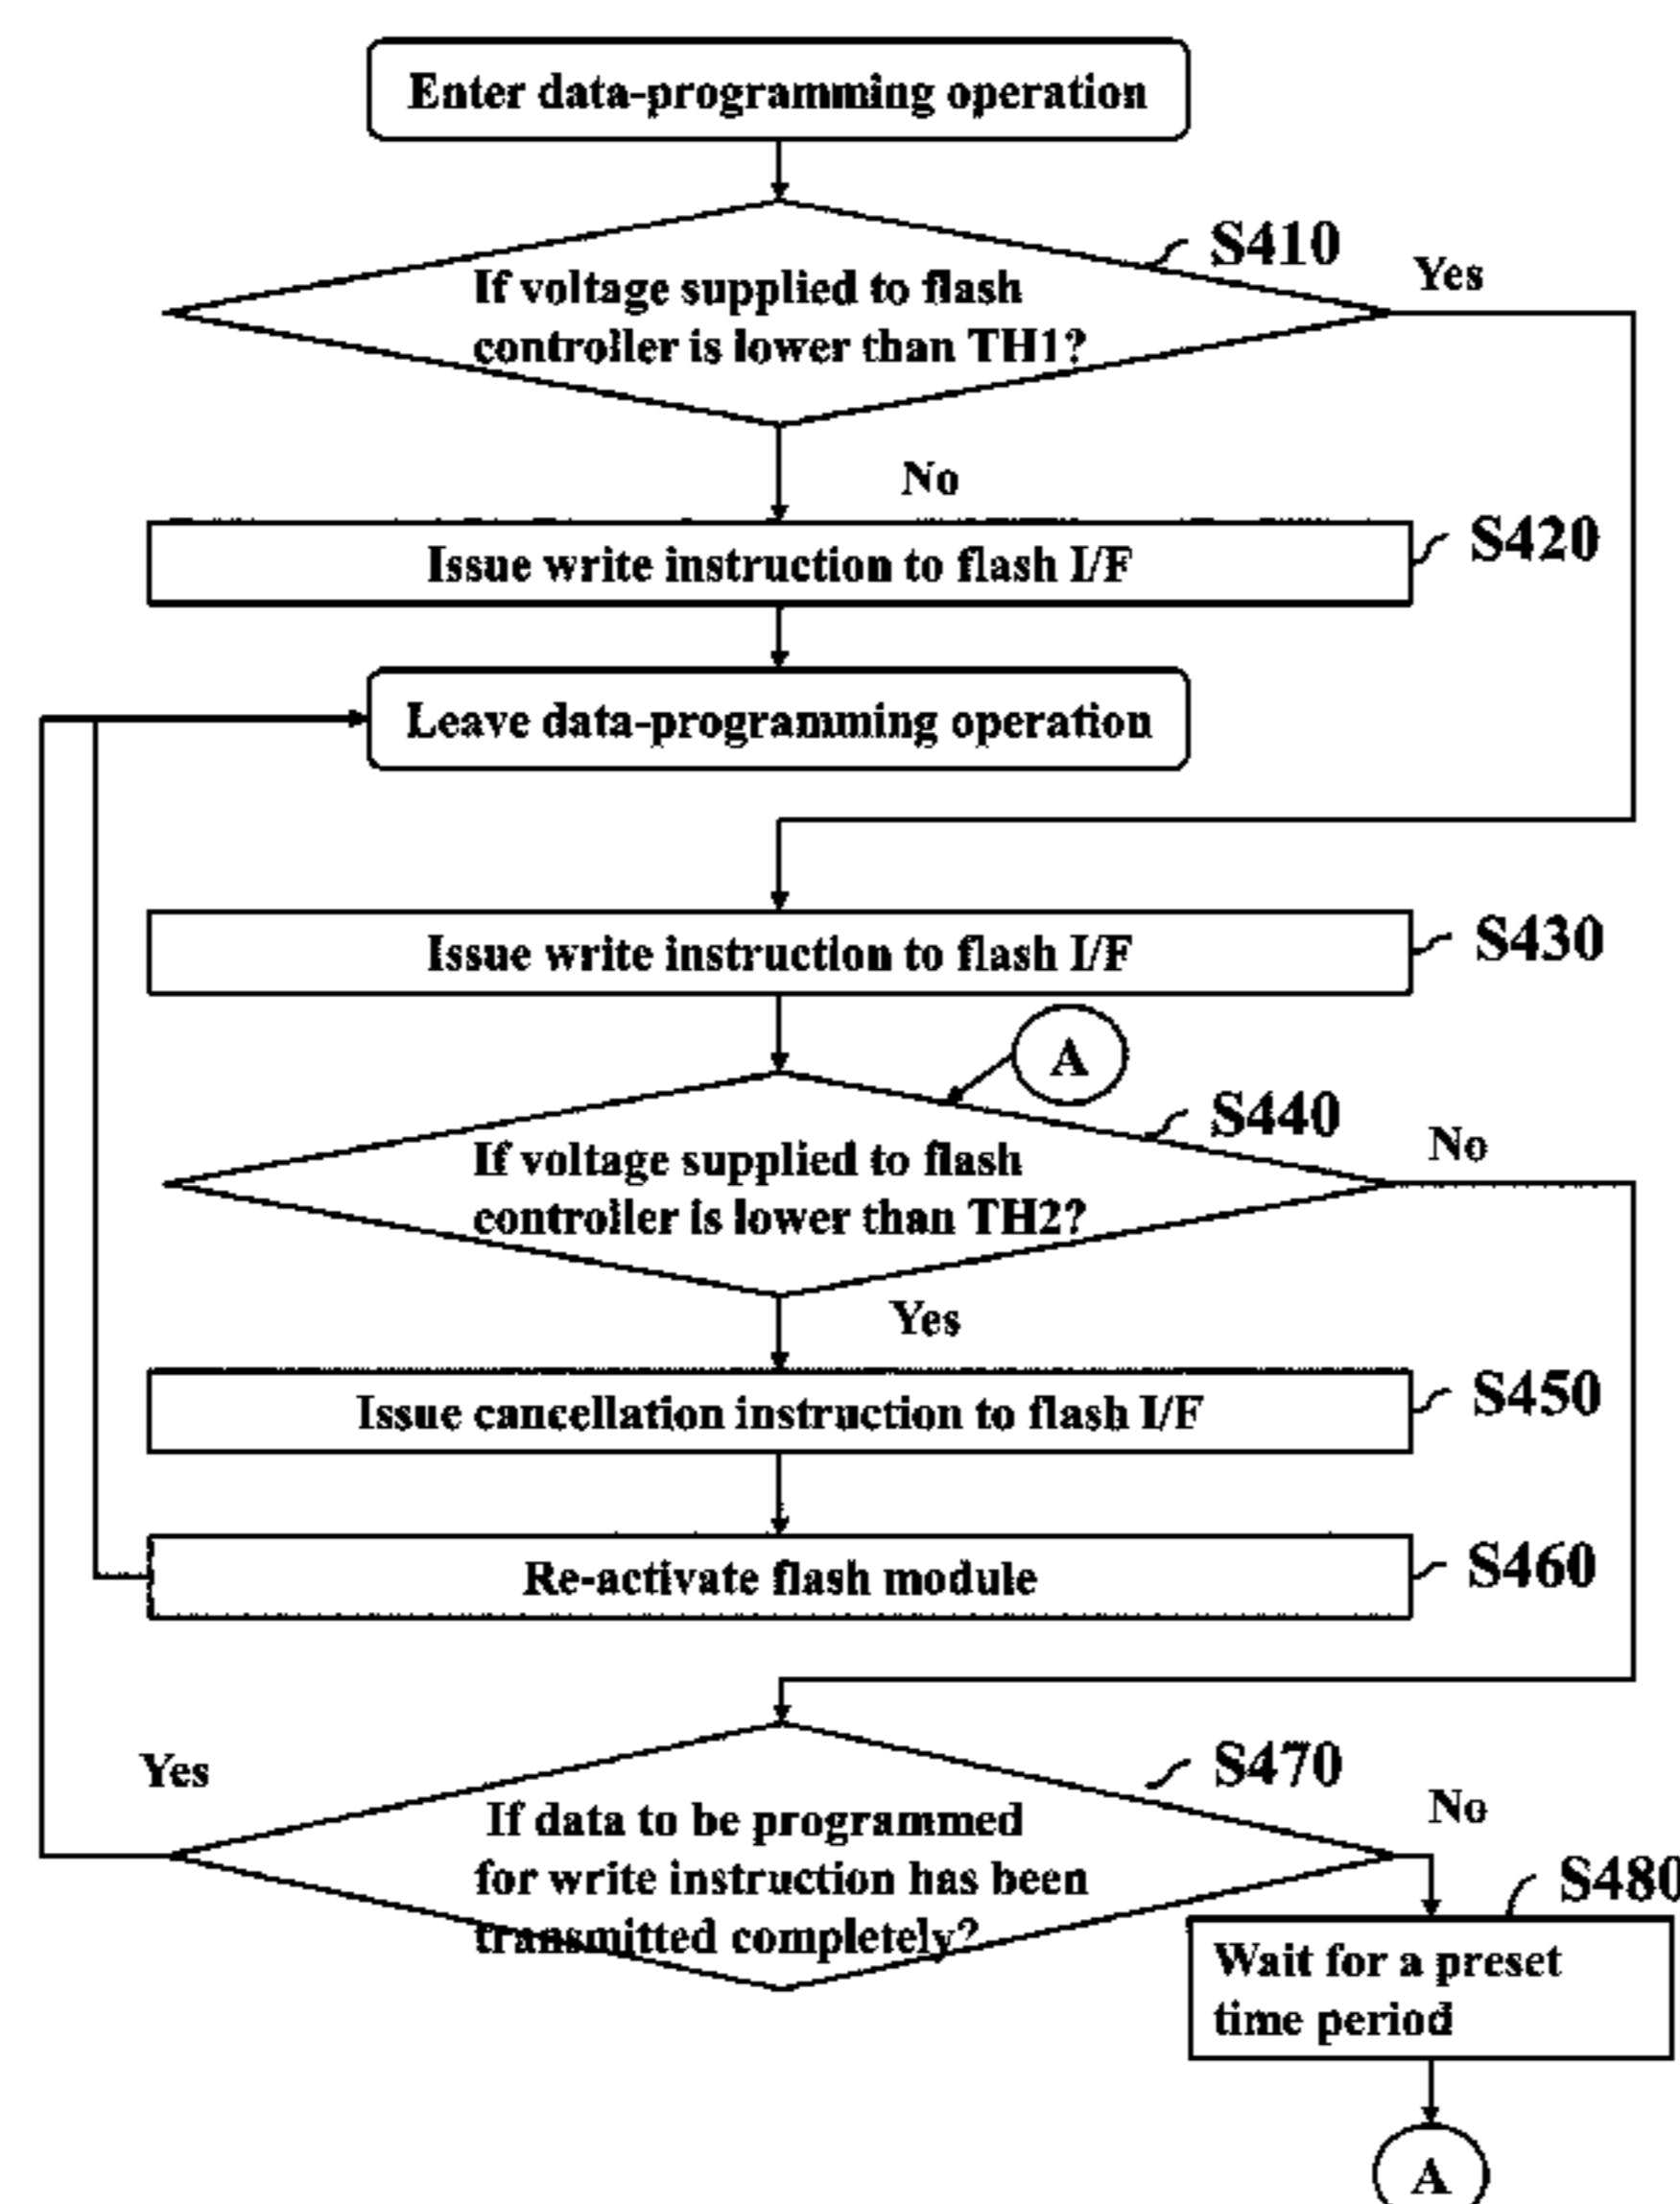 Enter data-programming operation
S410
Yes
If voltage supplied to flash
controller is lower than TH1?
No
S420
Issue write instruction to flash I/F
Leave data-programming operation
S430
Issue write instruction to flash I/F
A
S440
No
If voltage supplied to flash
controller is lower than TH2?
Yes
S450
Issue cancellation instruction to flash I/F
S460
Re-activate flash module
Yes
S470
No
If data to be programmed
for write instruction has been
transmitted completely?
S480
Wait for a preset
time period
A